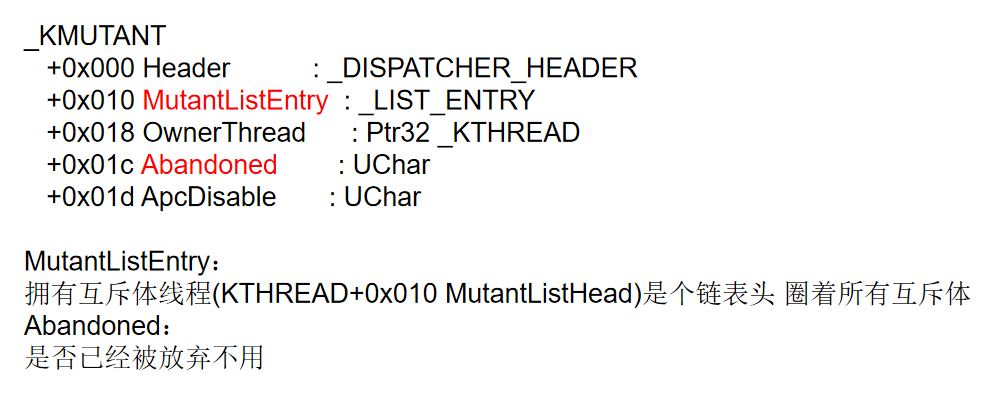 _KMUTANT
+0x000 Header : _DISPATCHER_HEADER
+0x010 MutantListEntry : _LIST_ENTRY
+0x018 OwnerThread : Ptr32 _KTHREAD
+0x01c Abandoned : UChar
+0x01d ApcDisable : UChar
MutantListEntry：
拥有互斥体线程(KTHREAD+0x010 MutantListHead)是个链表头 圈着所有互斥体
Abandoned：
是否已经被放弃不用